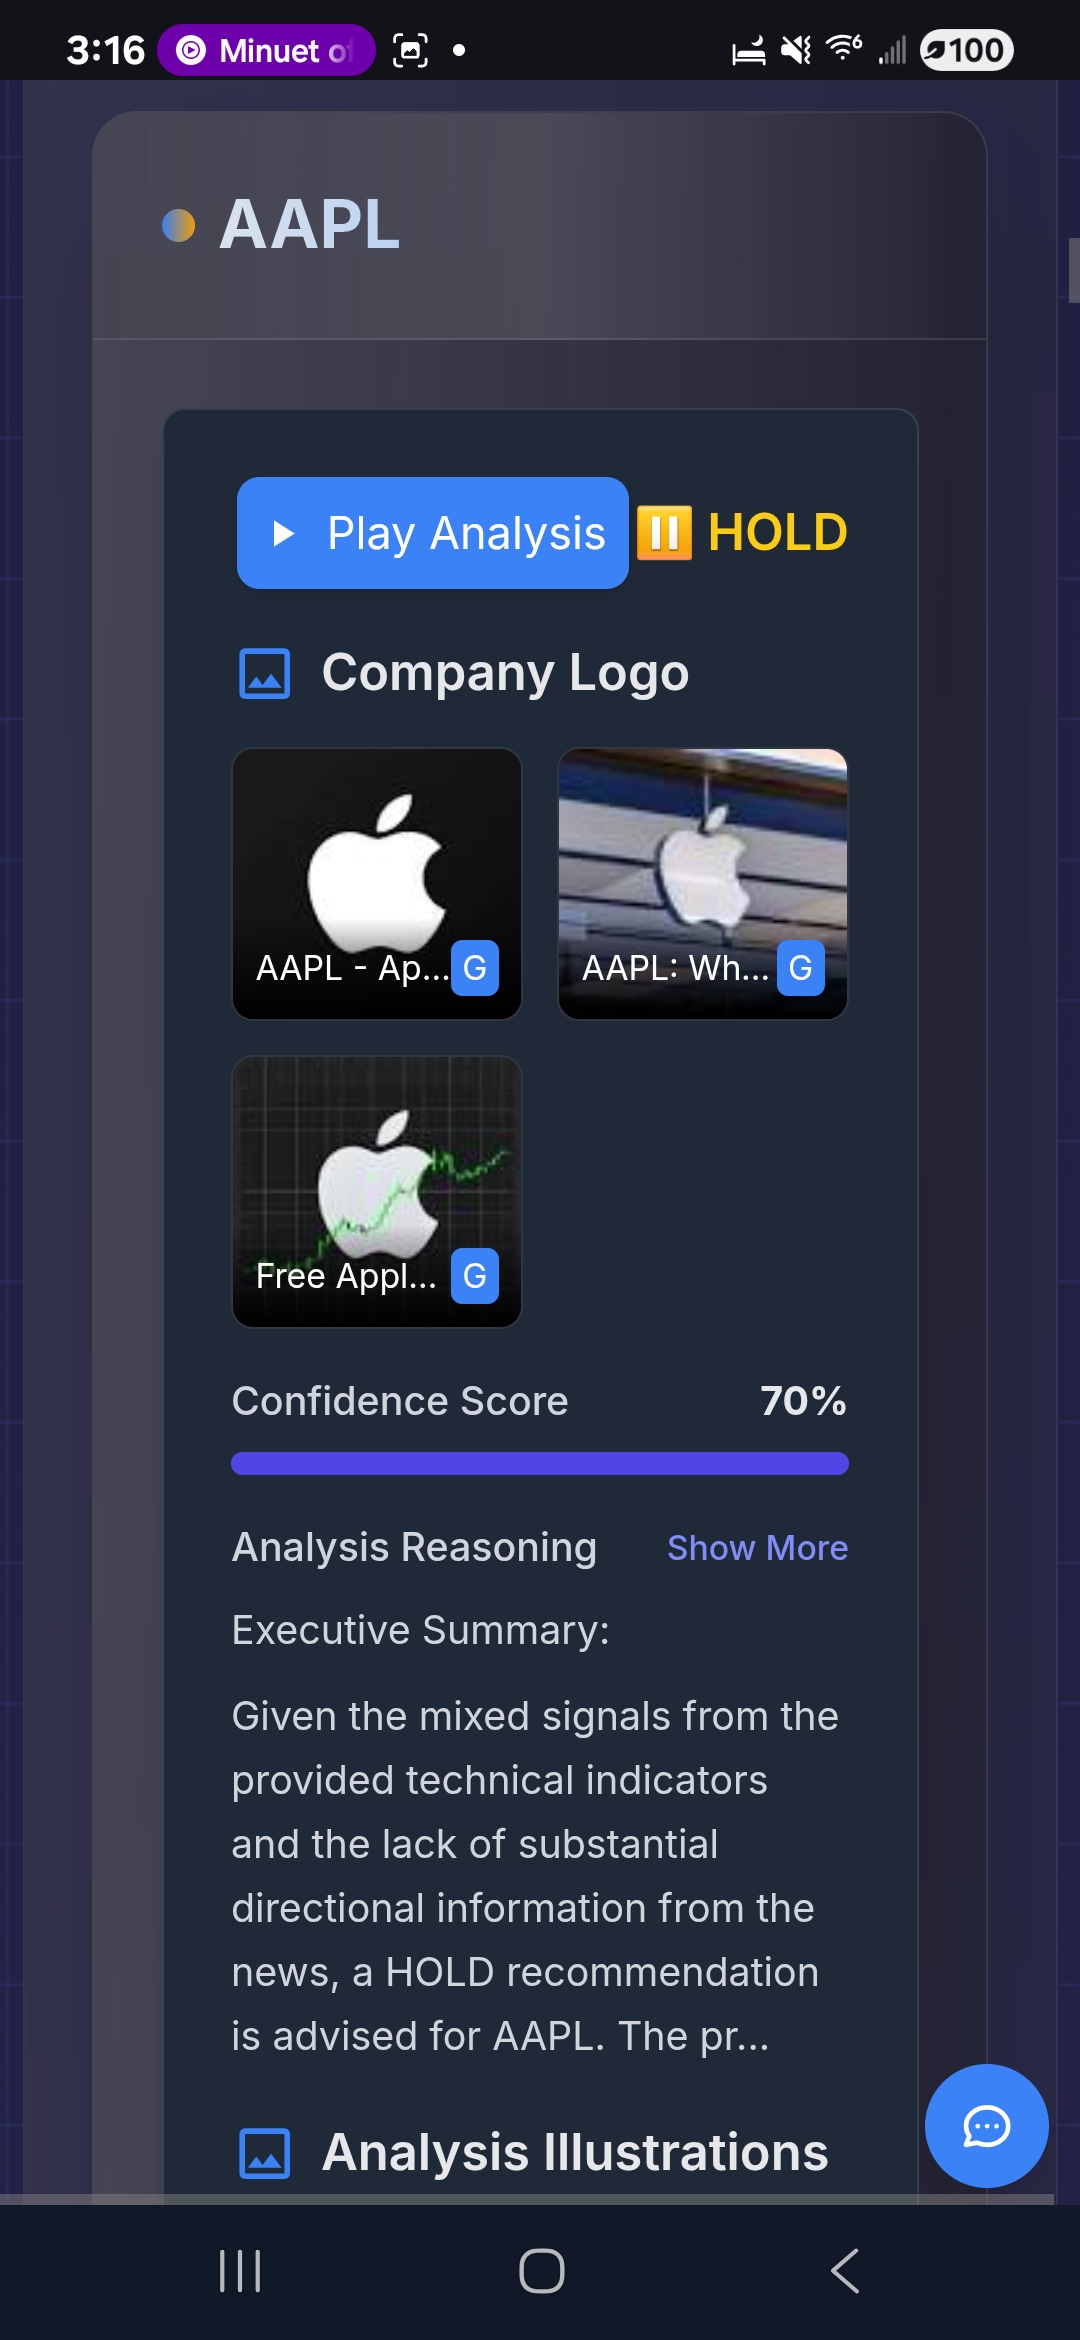 3:16 Minuet of 100
AAPL
Play Analysis HOLD
Company Logo
AAPL - Ap... G
AAPL: Wh... G
Free Appl... G
Confidence Score 70%
Analysis Reasoning Show More
Executive Summary:
Given the mixed signals from the
provided technical indicators
and the lack of substantial
directional information from the
news, a HOLD recommendation
is advised for AAPL. The pr...
Analysis Illustrations